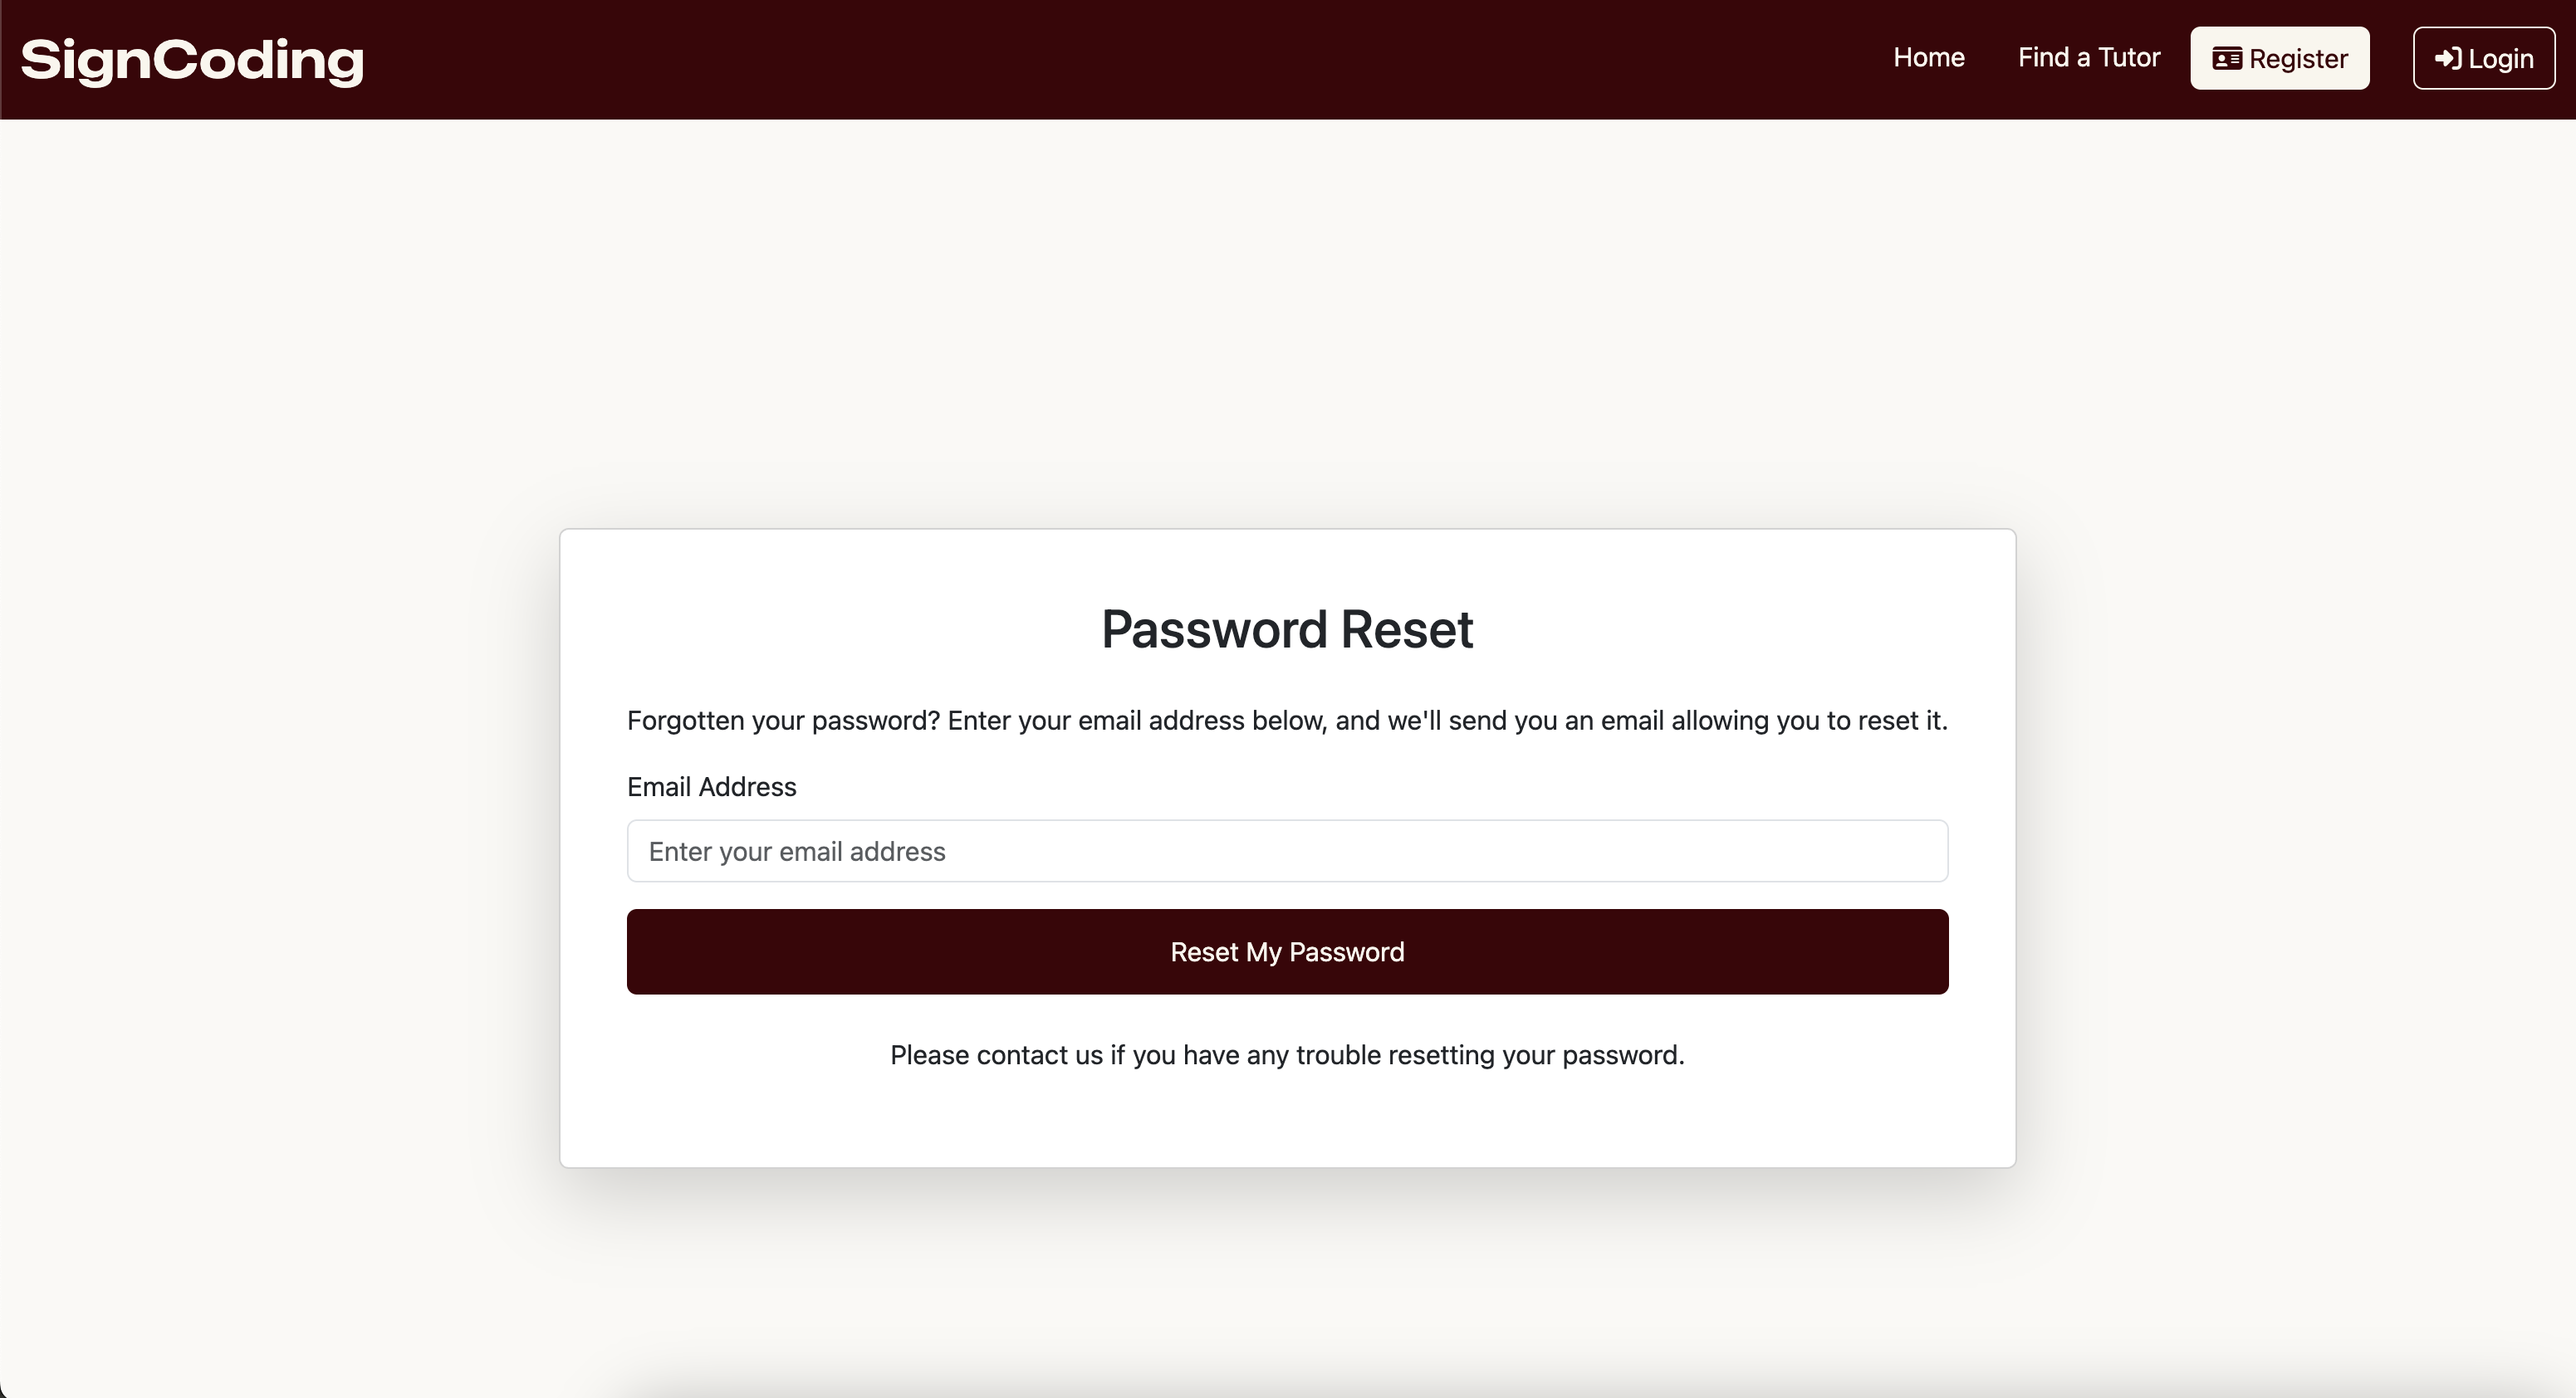 SignCoding
Home Find a Tutor Register Login
Password Reset
Forgotten your password? Enter your email address below, and we'll send you an email allowing you to reset it.
Email Address
Enter your email address
Reset My Password
Please contact us if you have any trouble resetting your password.